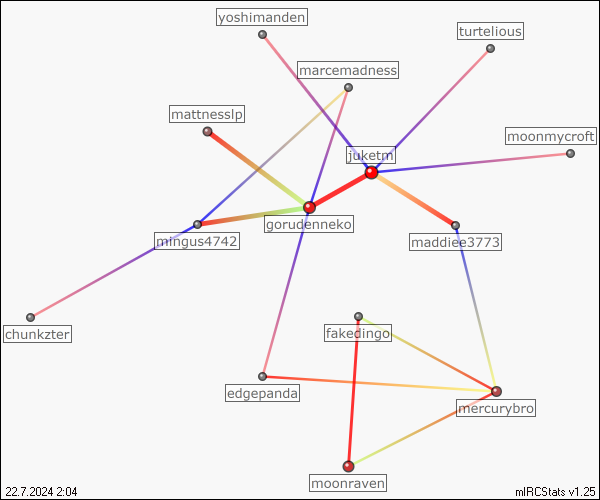 yoshimanden
turtelious
marcemadness
mattnesslp
moonmycroft
juketm
gorudenneko
mingus4742
maddiee3773
chunkzter
fakedingo
edgepanda
mercurybro
moonraven
22.7.2024 2:04
mIRCStats v1.25